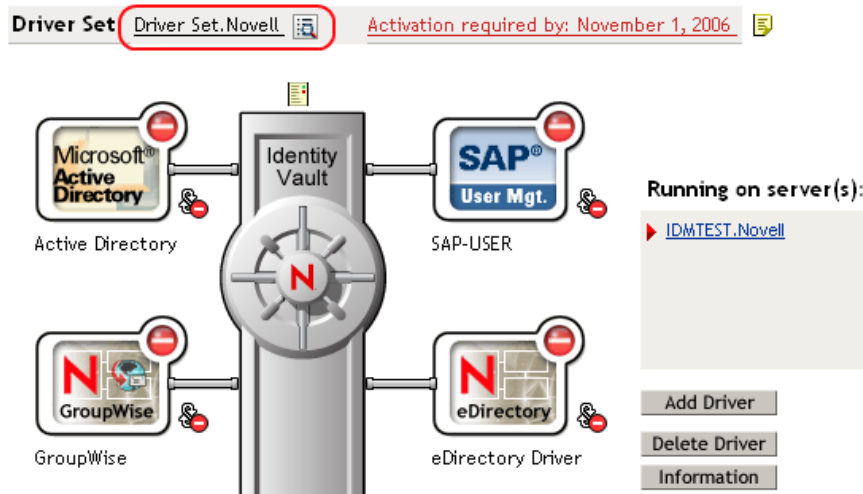 Driver Set Driver Set.Novell Activation required by: November 1, 2006
Microsoft®
Active
Directory
Active Directory
Identity
Vault
N
SAP®
User Mgt.
SAP-USER
Running on server(s):
IDMTEST.Novell
N
GroupWise
GroupWise
N
eDirectory
eDirectory Driver
Add Driver
Delete Driver
Information